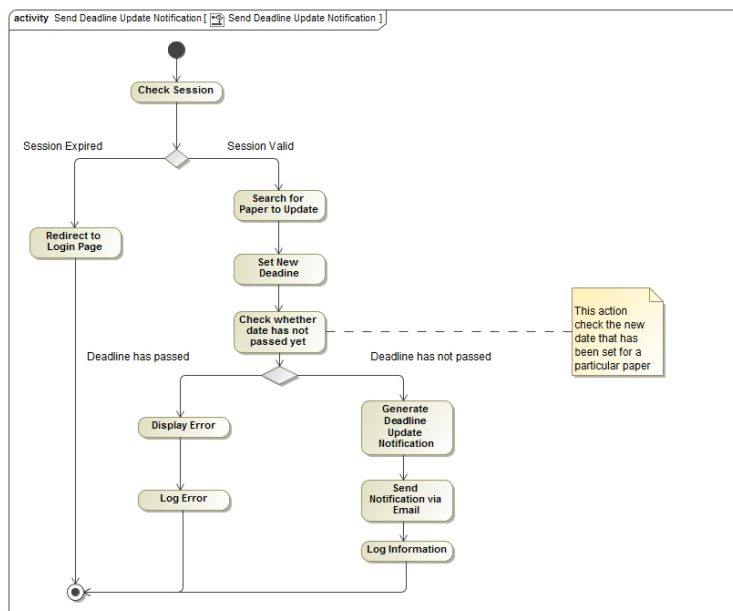 activity Send Deadline Update Notification [ Send Deadline Update Notification ]
Check Session
Session Expired
Session Valid
Search for
Paper to Update
Redirect to
Login Page
Set New
Deadine
Check whether
date has not
passed yet
This action
check the new
date that has
been set for a
particular paper
Deadline has passed
Deadline has not passed
Display Error
Generate
Deadline
Update
Notification
Log Error
Send
Notification via
Email
Log Information